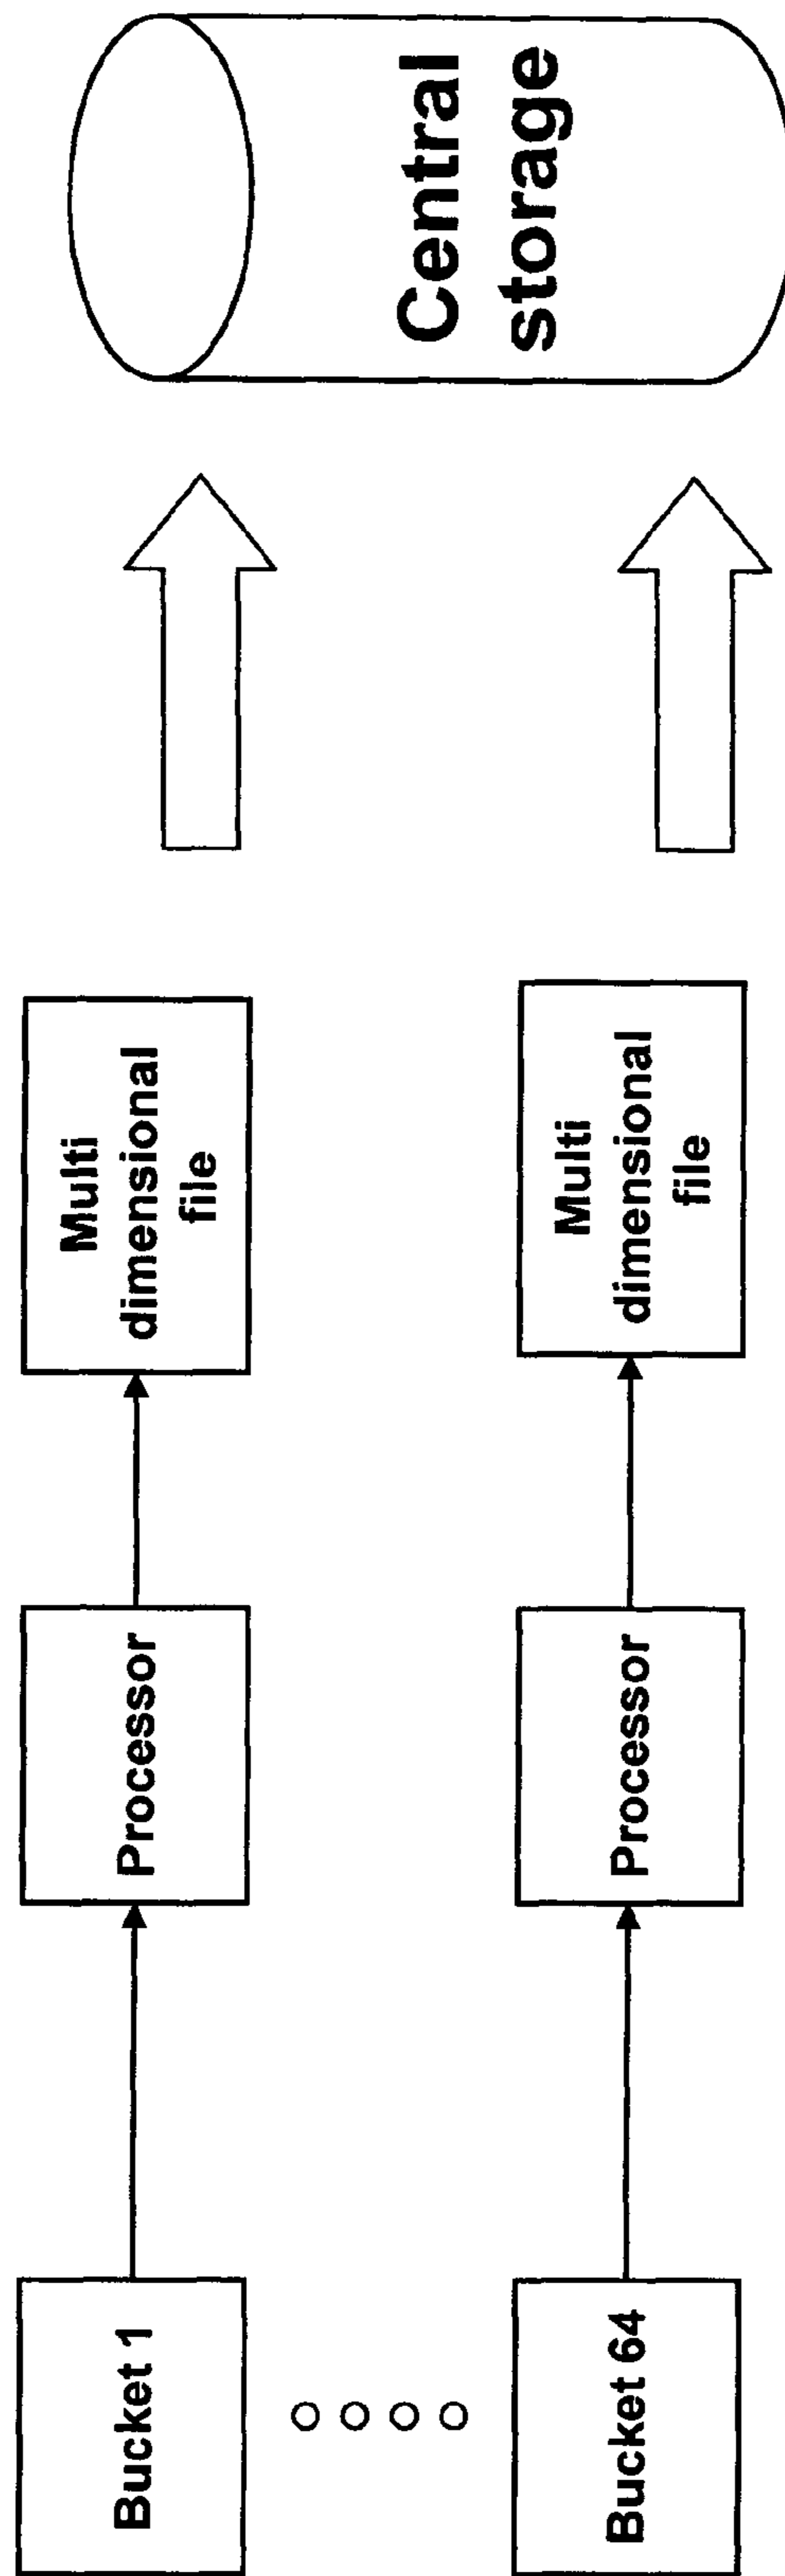 Bucket 1
Processor
Multi
dimensional
file
Bucket 64
Processor
Multi
dimensional
file
Central
storage